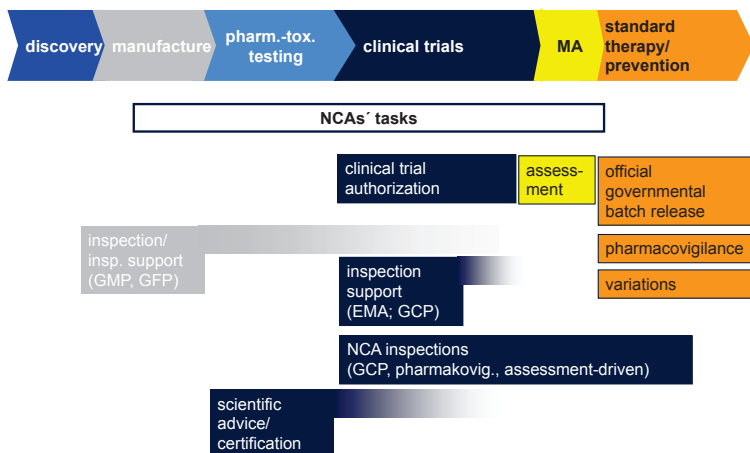 discovery
manufacture
pharm.-tox.
testing
clinical trials
MA
standard
therapy/
prevention
NCAs´ tasks
clinical trial
authorization
assess-
ment
official
governmental
batch release
inspection/
insp. support
(GMP, GFP)
pharmacovigilance
inspection
support
(EMA; GCP)
variations
NCA inspections
(GCP, pharmakovig., assessment-driven)
scientific
advice/
certification